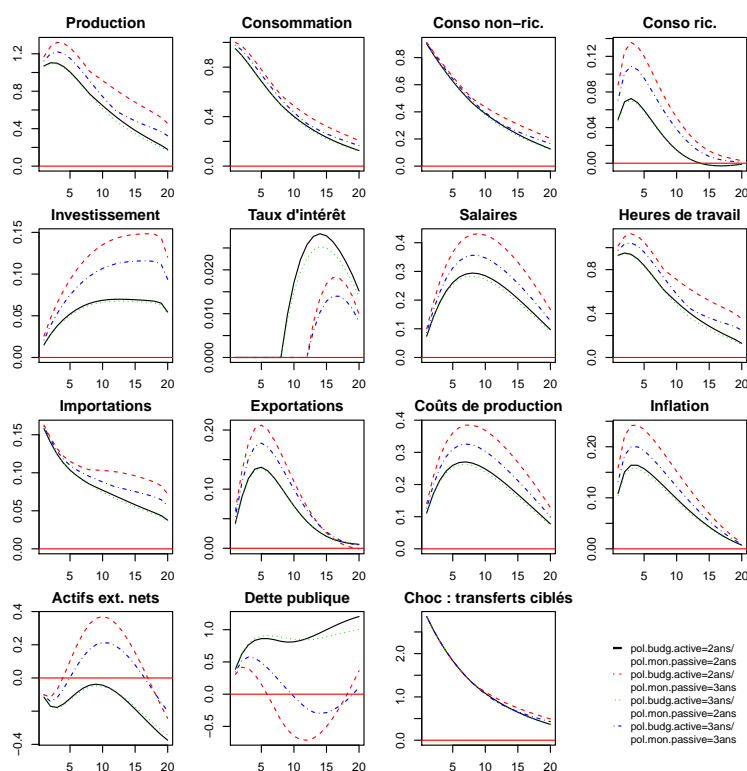 Production
Consommation
Conso non−ric.
Conso ric.
0.0 0.4 0.8 1.2
5 10 15 20
0.0 0.4 0.8
5 10 15 20
0.0 0.2 0.4 0.6 0.8
5 10 15 20
0.00 0.04 0.08 0.12
5 10 15 20
Investissement
Taux d'intérêt
Salaires
Heures de travail
0.00 0.05 0.10 0.15
5 10 15 20
0.000 0.010 0.020
5 10 15 20
0.0 0.1 0.2 0.3 0.4
5 10 15 20
0.0 0.4 0.8
5 10 15 20
Importations
Exportations
Coûts de production
Inflation
0.00 0.05 0.10 0.15
5 10 15 20
0.00 0.10 0.20
5 10 15 20
0.0 0.1 0.2 0.3 0.4
5 10 15 20
0.00 0.10 0.20
5 10 15 20
Actifs ext. nets
Dette publique
Choc : transferts ciblés
−0.4 0.0 0.2 0.4
5 10 15 20
−0.5 0.0 0.5 1.0
5 10 15 20
0.0 1.0 2.0
5 10 15 20
pol.budg.active=2ans/
pol.mon.passive=2ans
pol.budg.active=2ans/
pol.mon.passive=3ans
pol.budg.active=3ans/
pol.mon.passive=2ans
pol.budg.active=3ans/
pol.mon.passive=3ans